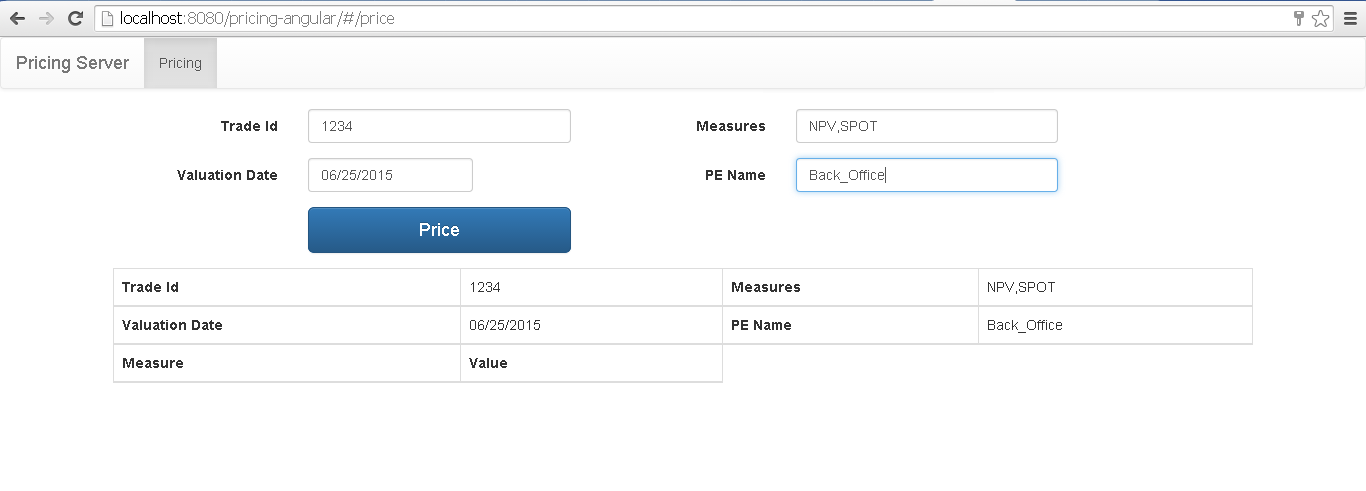 localhost:8080/pricing-angular/#/price
Pricing Server Pricing
Trade Id 1234 Measures NPV,SPOT
Valuation Date 06/25/2015 PE Name Back_Office
Price
Trade Id 1234 Measures NPV,SPOT
Valuation Date 06/25/2015 PE Name Back_Office
Measure Value